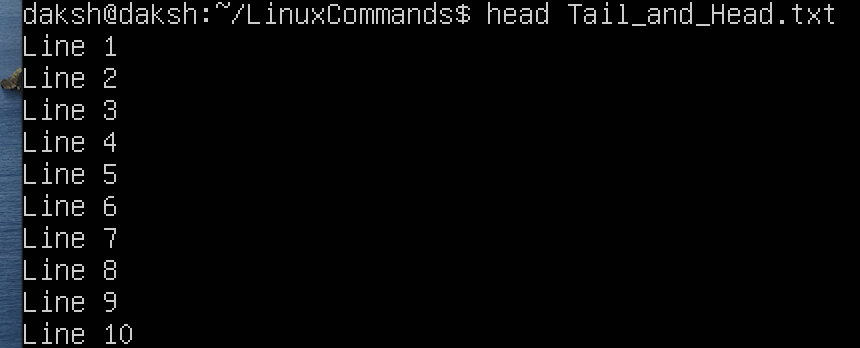 daksh@daksh:~/LinuxCommands$ head Tail_and_Head.txt
Line 1
Line 2
Line 3
Line 4
Line 5
Line 6
Line 7
Line 8
Line 9
Line 10